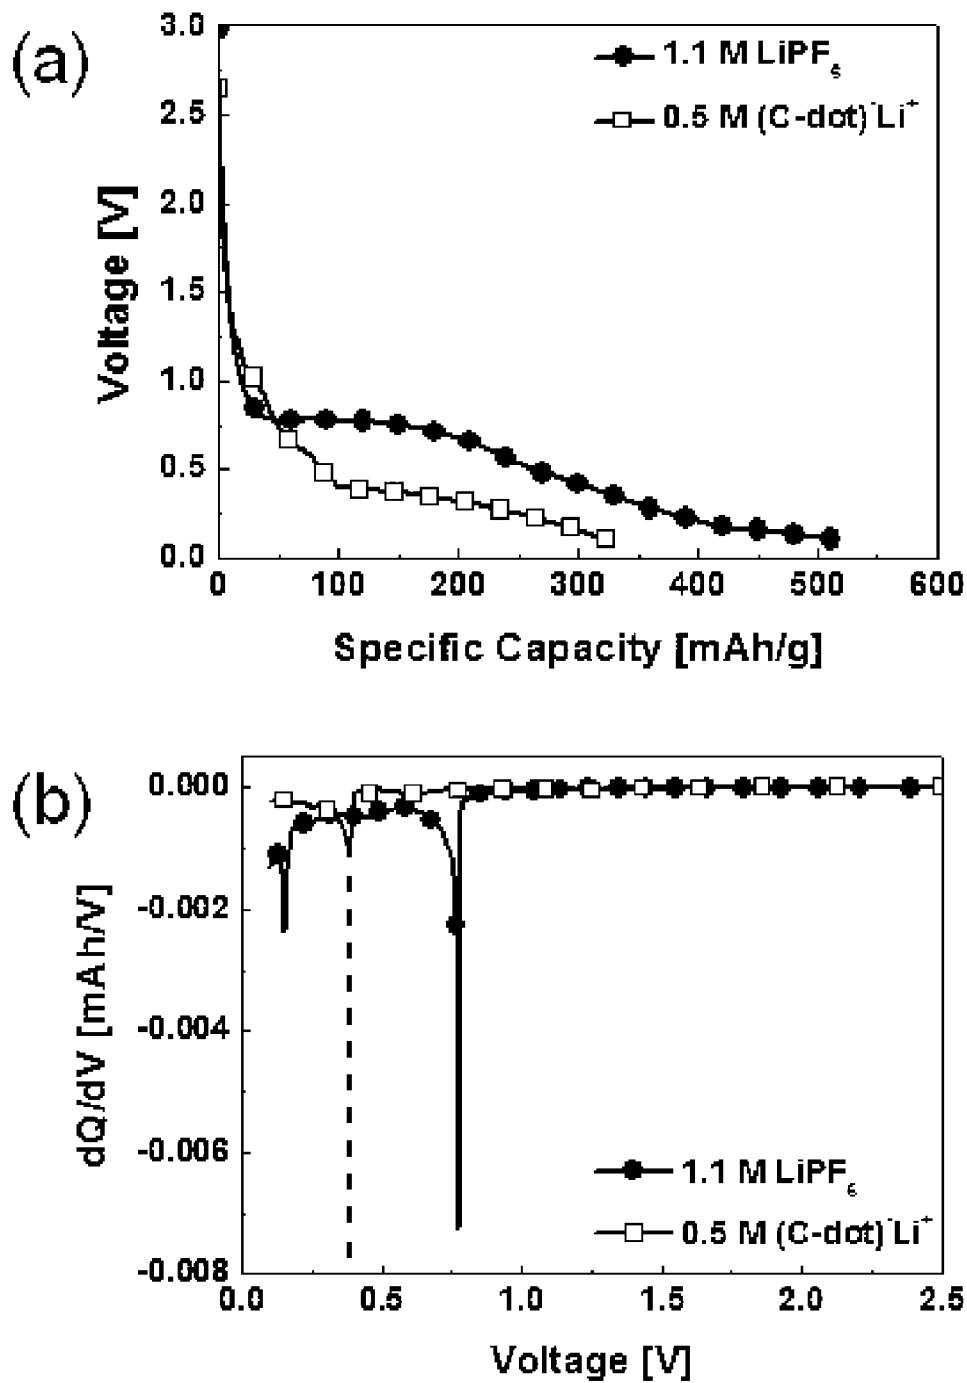 (a)
3.0
2.5
2.0
1.5
1.0
0.5
0.0
Voltage [V]
1.1 M LiPF₆
0.5 M (C-dot)⁻Li⁺
0 100 200 300 400 500 600
Specific Capacity [mAh/g]
(b)
0.000
-0.002
-0.004
-0.006
-0.008
dQ/dV [mAh/V]
1.1 M LiPF₆
0.5 M (C-dot)⁻Li⁺
0.0 0.5 1.0 1.5 2.0 2.5
Voltage [V]